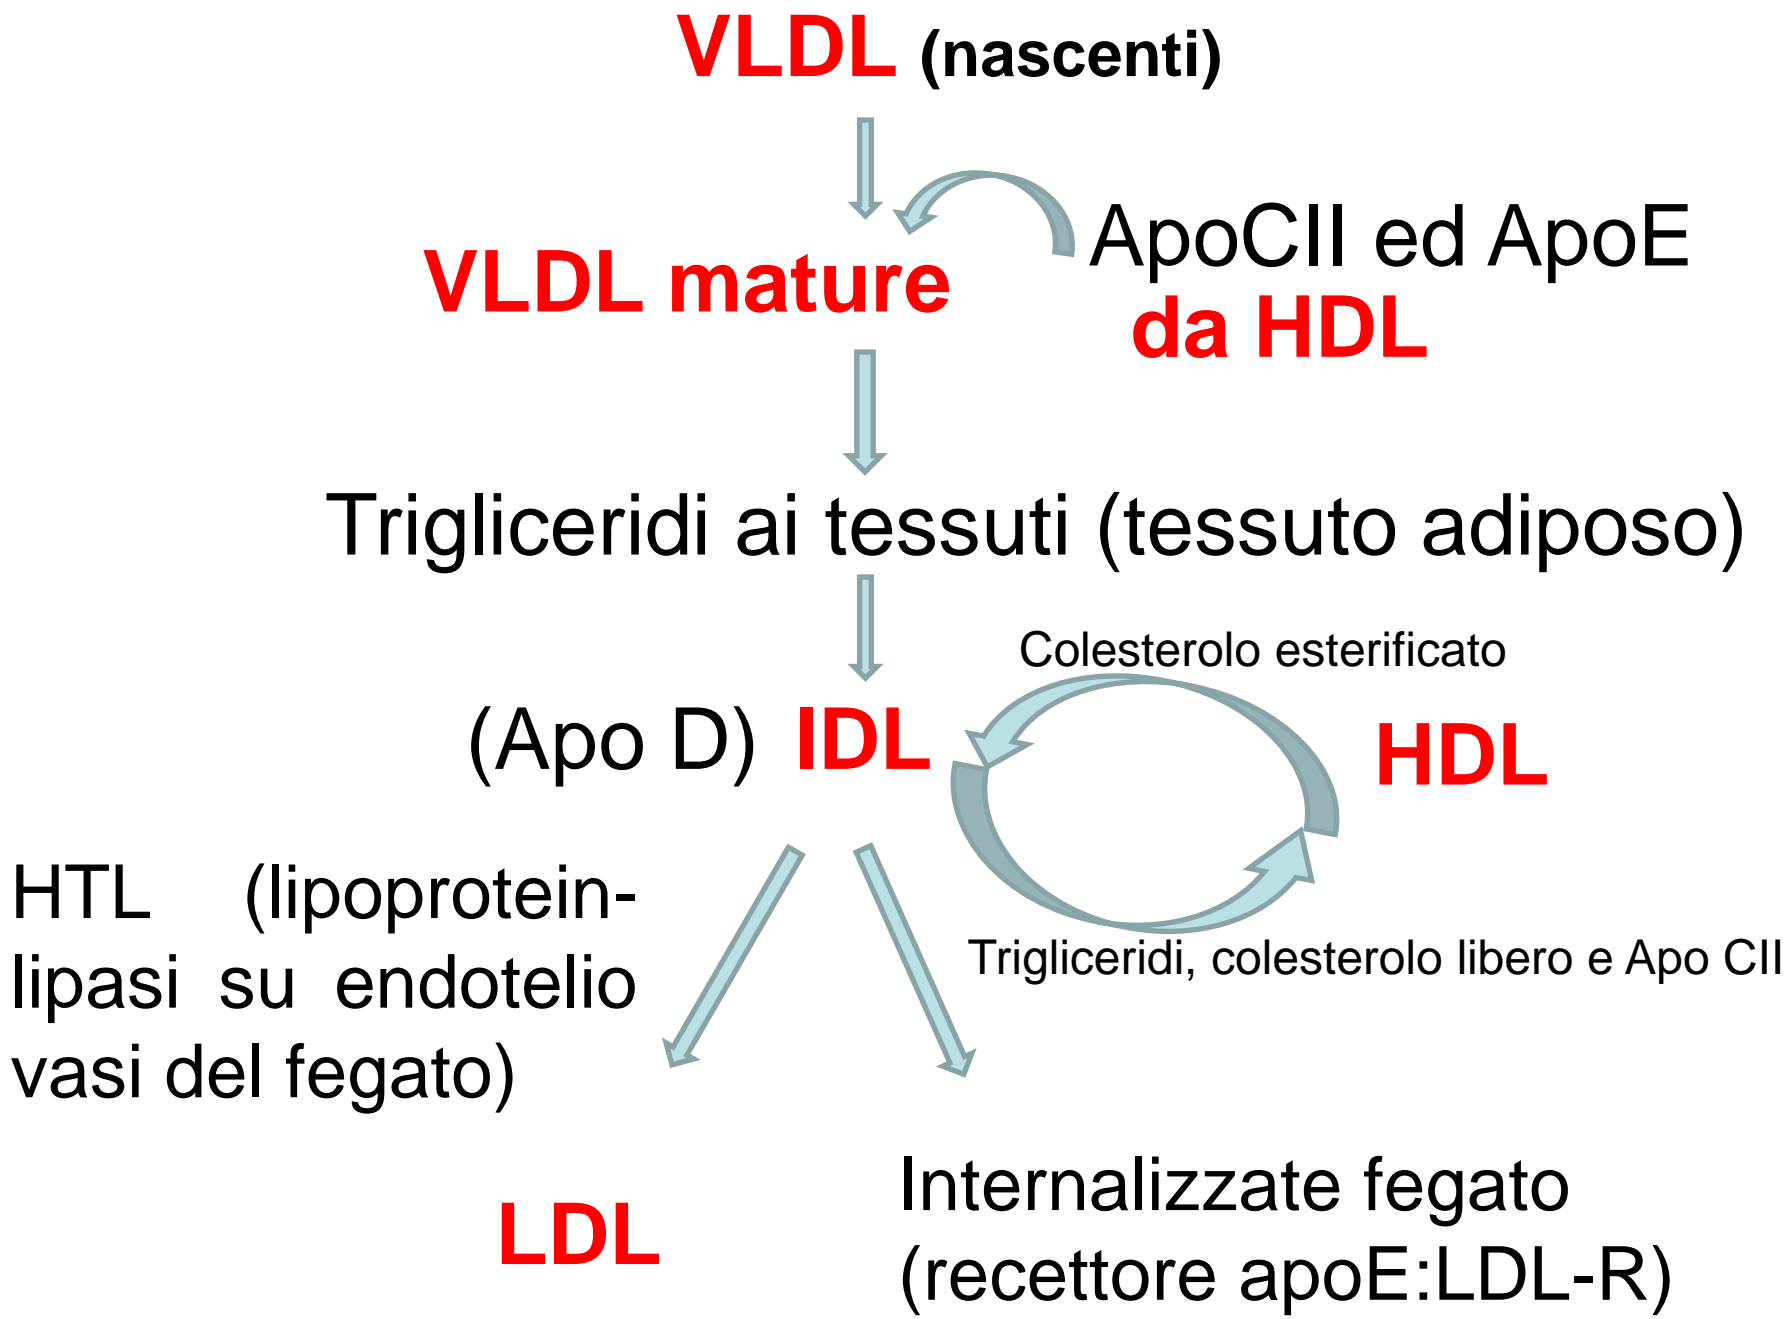 VLDL (nascenti)
ApoCII ed ApoE
VLDL mature
da HDL
Trigliceridi ai tessuti (tessuto adiposo)
Colesterolo esterificato
(Apo D) IDL
HDL
HTL (lipoprotein-
lipasi su endotelio
vasi del fegato)
Trigliceridi, colesterolo libero e Apo CII
LDL
Internalizzate fegato
(recettore apoE:LDL-R)